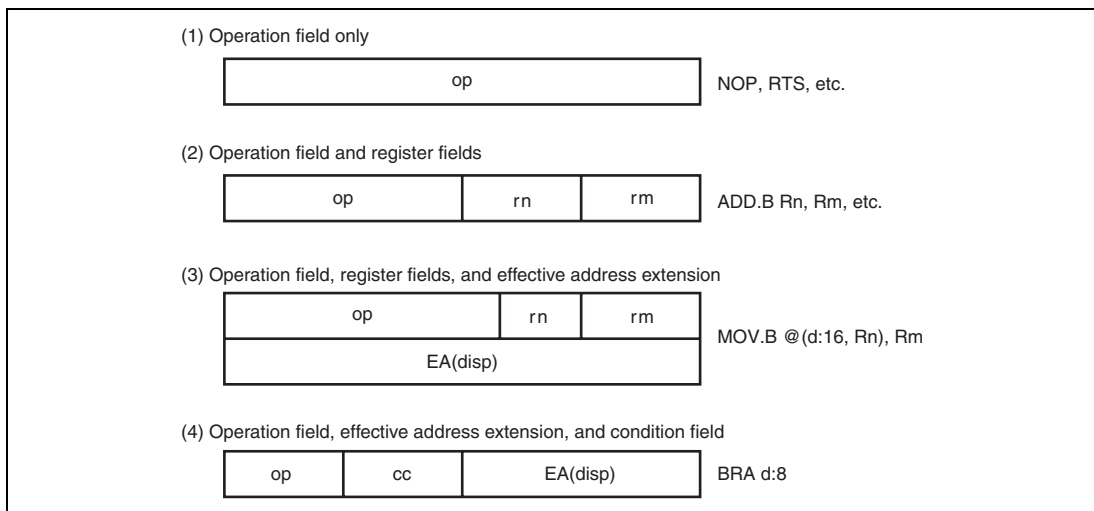 (1) Operation field only
op
NOP, RTS, etc.
(2) Operation field and register fields
op rn rm
ADD.B Rn, Rm, etc.
(3) Operation field, register fields, and effective address extension
op rn rm
EA(disp)
MOV.B @(d:16, Rn), Rm
(4) Operation field, effective address extension, and condition field
op cc EA(disp)
BRA d:8